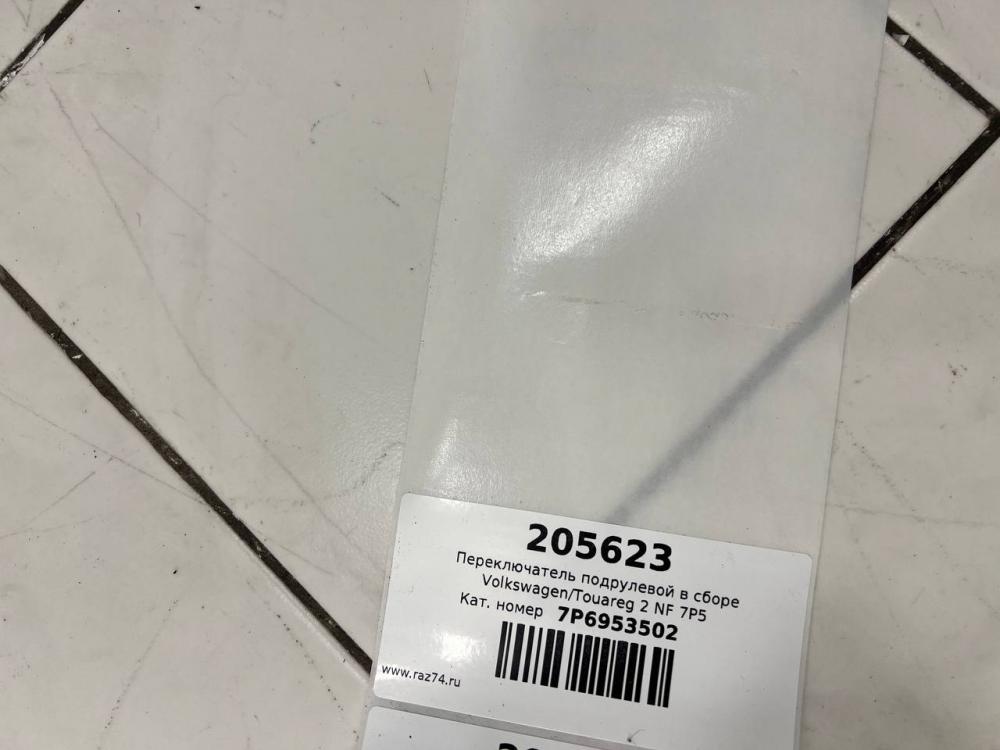 205623
Переключатель подрулевой в сборе
Volkswagen/Touareg 2 NF 7P5
Кат. номер 7P6953502
www.raz74.ru